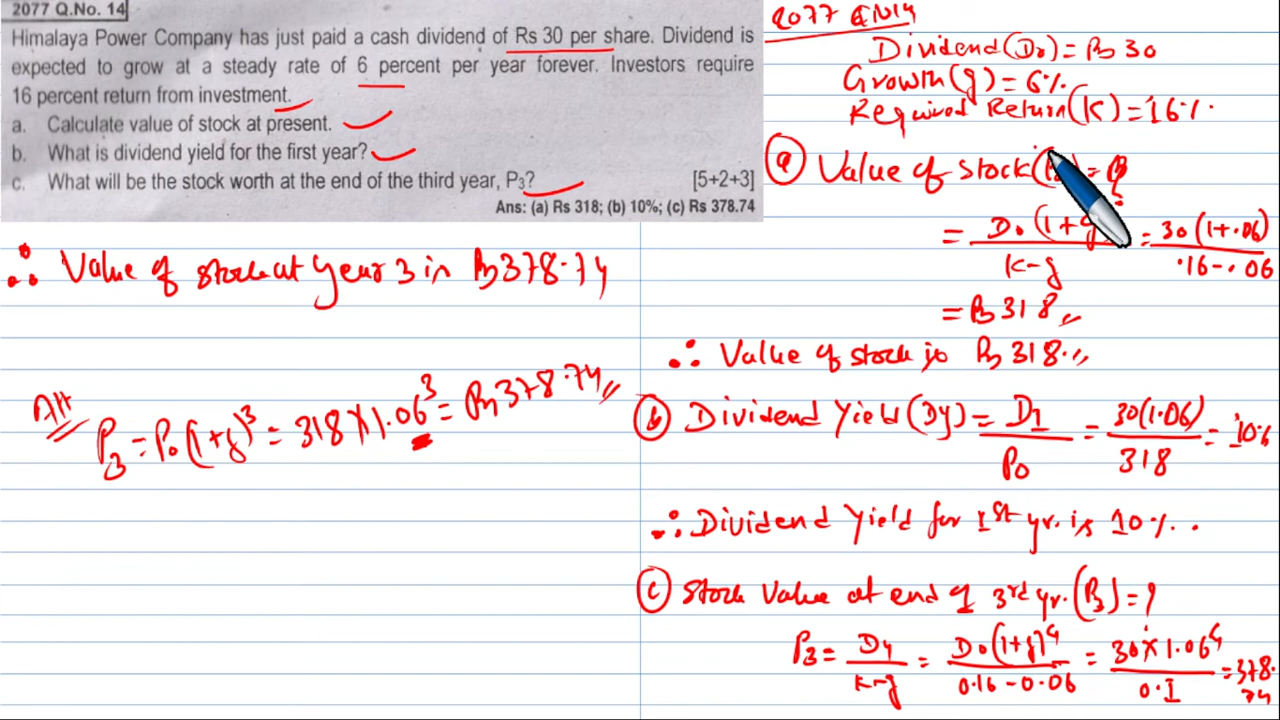 2077 Q.No. 14
Himalaya Power Company has just paid a cash dividend of Rs 30 per share. Dividend is
expected to grow at a steady rate of 6 percent per year forever. Investors require
16 percent return from investment.
a. Calculate value of stock at present.
b. What is dividend yield for the first year?
c. What will be the stock worth at the end of the third year, P3? [5+2+3]
Ans: (a) Rs 318; (b) 10%; (c) Rs 378.74
∴ Value of stock at year 3 is Rs 378.74
Alt
P3 = P0 (1+g)^3 = 318 × 1.06^3 = Rs 378.74
2077 Q.N.14
Dividend (D0) = Rs 30
Growth (g) = 6%
Required Return (K) = 16%.
(a) Value of stock ( = ?
= D0 (1+g / K-g = 30 (1+.06) / .16-.06
= Rs 318
∴ Value of stock is Rs 318.
(b) Dividend Yield (Dy) = D1 / P0 = 30(1.06) / 318 = 10%
∴ Dividend Yield for 1st yr. is 10%.
(c) Stock Value at end of 3rd yr. (P3) = ?
P3 = D4 / K-g = D0 (1+g)^4 / 0.16-0.06 = 30 × 1.06^4 / 0.1 = 378.74